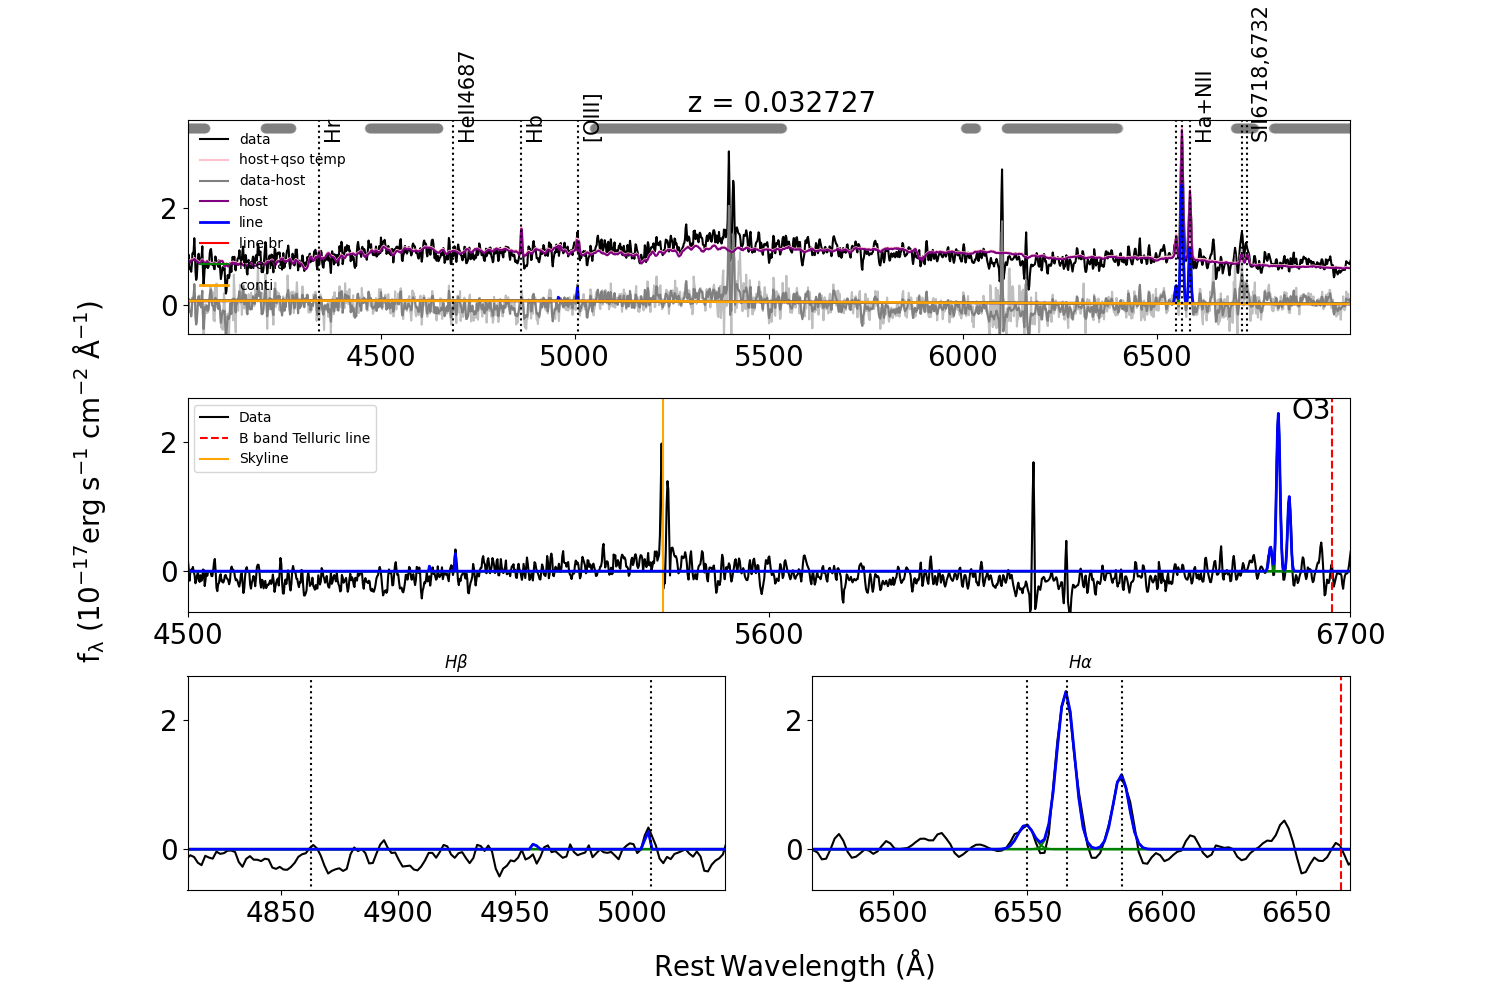 z = 0.032727
Hr
HeII4687
Hb
[OIII]
Ha+NII
SII6718,6732
data
host+qso temp
data-host
host
line
line br
conti
2
0
4500 5000 5500 6000 6500
Data
B band Telluric line
Skyline
O3
2
0
4500 5600 6700
fλ (10−17erg s−1 cm−2 Å−1)
Hβ
2
0
4850 4900 4950 5000
Hα
2
0
6500 6550 6600 6650
Rest Wavelength (Å)